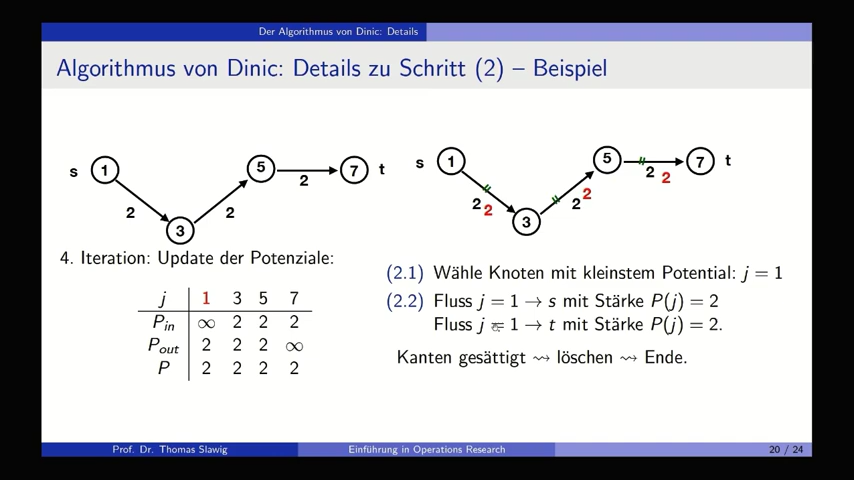 Der Algorithmus von Dinic: Details
Algorithmus von Dinic: Details zu Schritt (2) – Beispiel
s 1 2 3 2 5 2 7 t
s 1 2 2 3 2 2 5 2 2 7 t
4. Iteration: Update der Potenziale:
j 1 3 5 7
P_in ∞ 2 2 2
P_out 2 2 2 ∞
P 2 2 2 2
(2.1) Wähle Knoten mit kleinstem Potential: j = 1
(2.2) Fluss j = 1 → s mit Stärke P(j) = 2
Fluss j = 1 → t mit Stärke P(j) = 2.
Kanten gesättigt ⇝ löschen ⇝ Ende.
Prof. Dr. Thomas Slawig
Einführung in Operations Research
20 / 24